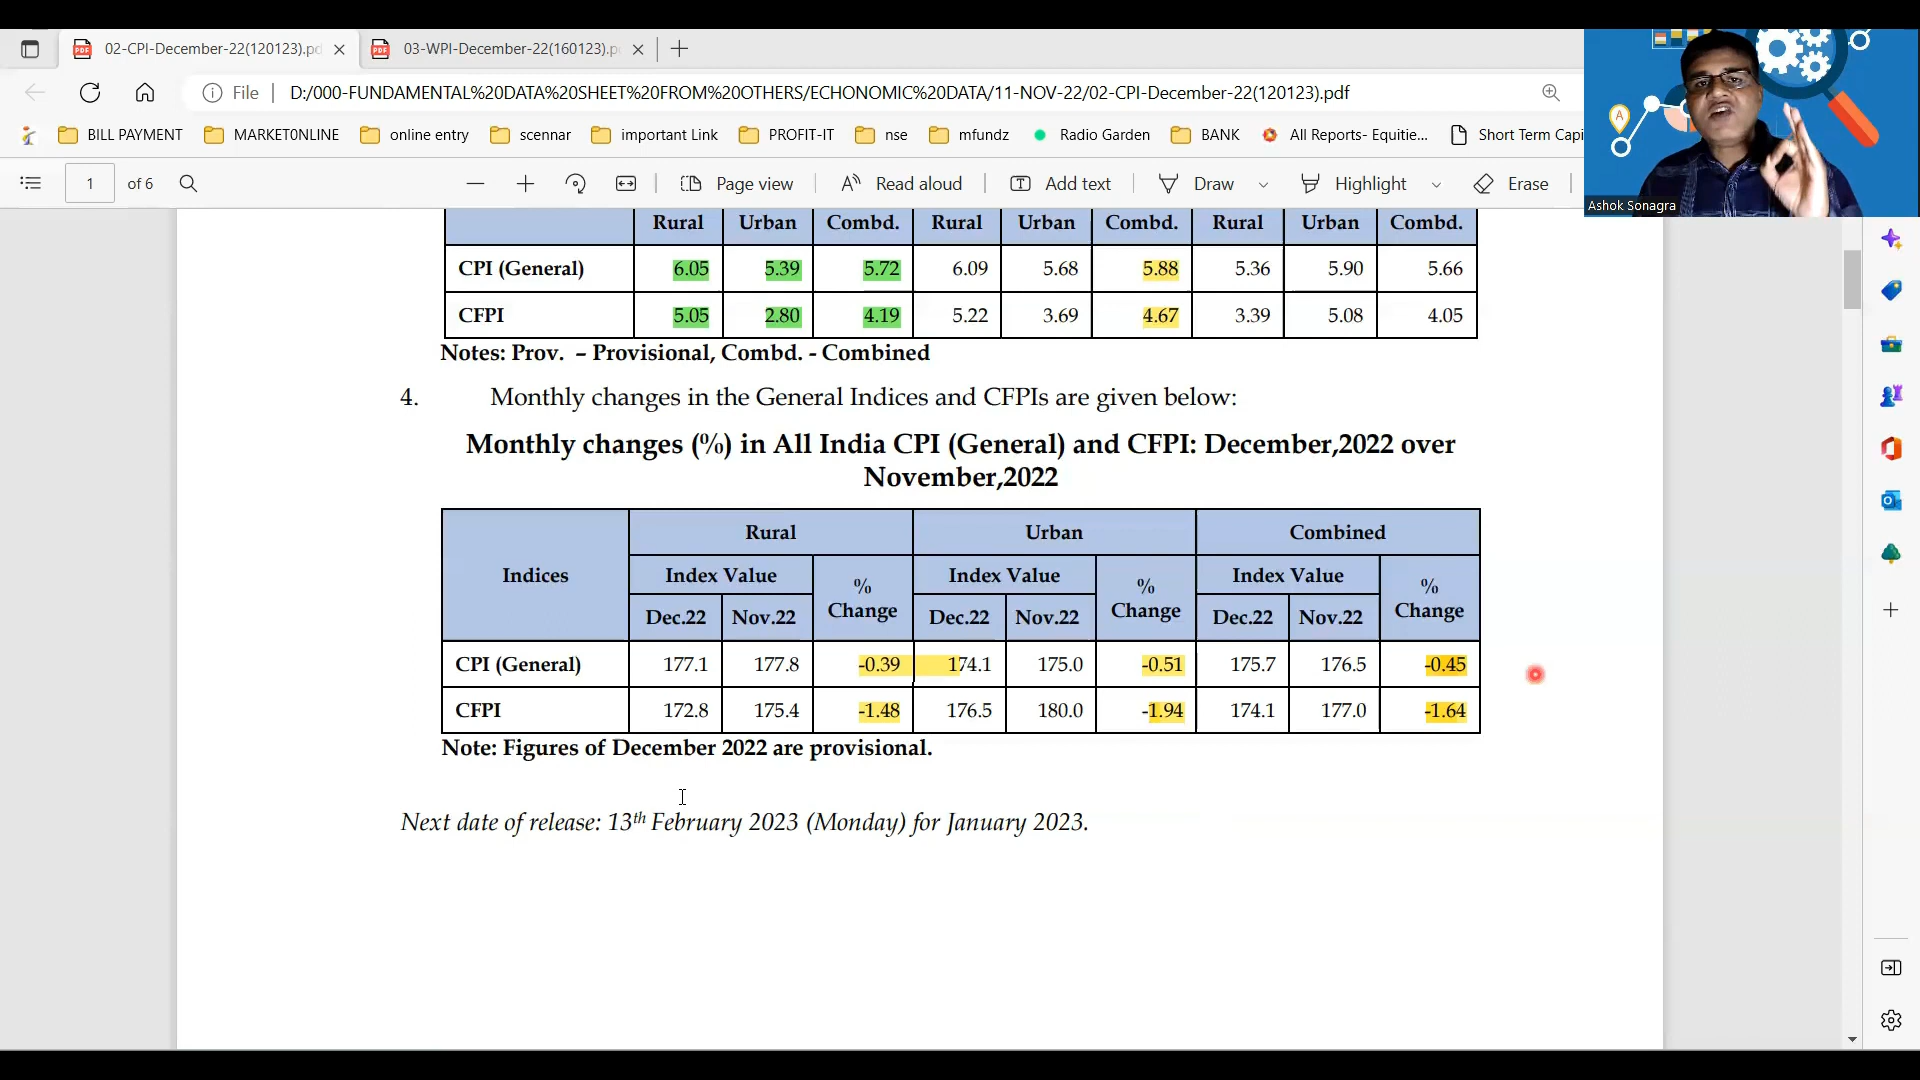 02-CPI-December-22(120123).pd
03-WPI-December-22(160123).p
File
D:/000-FUNDAMENTAL%20DATA%20SHEET%20FROM%20OTHERS/ECHONOMIC%20DATA/11-NOV-22/02-CPI-December-22(120123).pdf
BILL PAYMENT MARKET0NLINE online entry scennar important Link PROFIT-IT nse mfundz Radio Garden BANK All Reports- Equitie... Short Term Capi
1 of 6 Page view Read aloud Add text Draw Highlight Erase
A
Ashok Sonagra
Rural Urban Combd. Rural Urban Combd. Rural Urban Combd.
CPI (General) 6.05 5.39 5.72 6.09 5.68 5.88 5.36 5.90 5.66
CFPI 5.05 2.80 4.19 5.22 3.69 4.67 3.39 5.08 4.05
Notes: Prov. – Provisional, Combd. - Combined
4. Monthly changes in the General Indices and CFPIs are given below:
Monthly changes (%) in All India CPI (General) and CFPI: December,2022 over
November,2022
Indices Rural Urban Combined
Index Value % Change Index Value % Change Index Value % Change
Dec.22 Nov.22 Dec.22 Nov.22 Dec.22 Nov.22
CPI (General) 177.1 177.8 -0.39 174.1 175.0 -0.51 175.7 176.5 -0.45
CFPI 172.8 175.4 -1.48 176.5 180.0 -1.94 174.1 177.0 -1.64
Note: Figures of December 2022 are provisional.
Next date of release: 13th February 2023 (Monday) for January 2023.